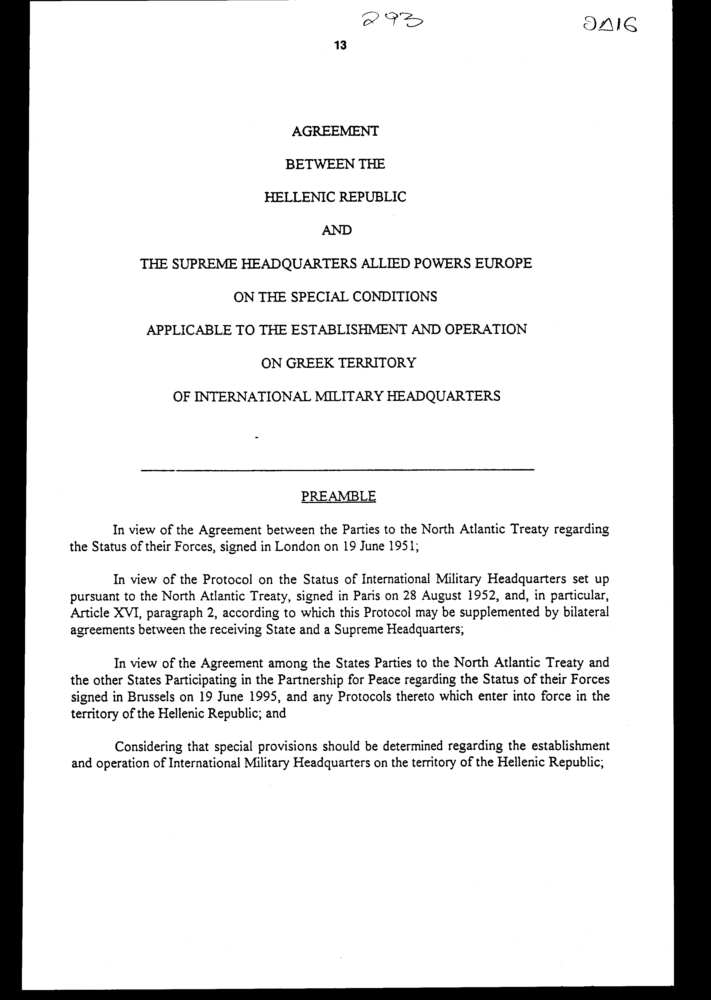 293
13
AGREEMENT
BETWEEN THE
HELLENIC REPUBLIC
AND
THE SUPREME HEADQUARTERS ALLIED POWERS EUROPE
ON THE SPECIAL CONDITIONS
APPLICABLE TO THE ESTABLISHMENT AND OPERATION
ON GREEK TERRITORY
OF INTERNATIONAL MILITARY HEADQUARTERS
PREAMBLE
In view of the Agreement between the Parties to the North Atlantic Treaty regarding
the Status of their Forces, signed in London on 19 June 1951;
In view of the Protocol on the Status of International Military Headquarters set up
pursuant to the North Atlantic Treaty, signed in Paris on 28 August 1952, and, in particular,
Article XVI, paragraph 2, according to which this Protocol may be supplemented by bilateral
agreements between the receiving State and a Supreme Headquarters;
In view of the Agreement among the States Parties to the North Atlantic Treaty and
the other States Participating in the Partnership for Peace regarding the Status of their Forces
signed in Brussels on 19 June 1995, and any Protocols thereto which enter into force in the
territory of the Hellenic Republic; and
Considering that special provisions should be determined regarding the establishment
and operation of International Military Headquarters on the territory of the Hellenic Republic;